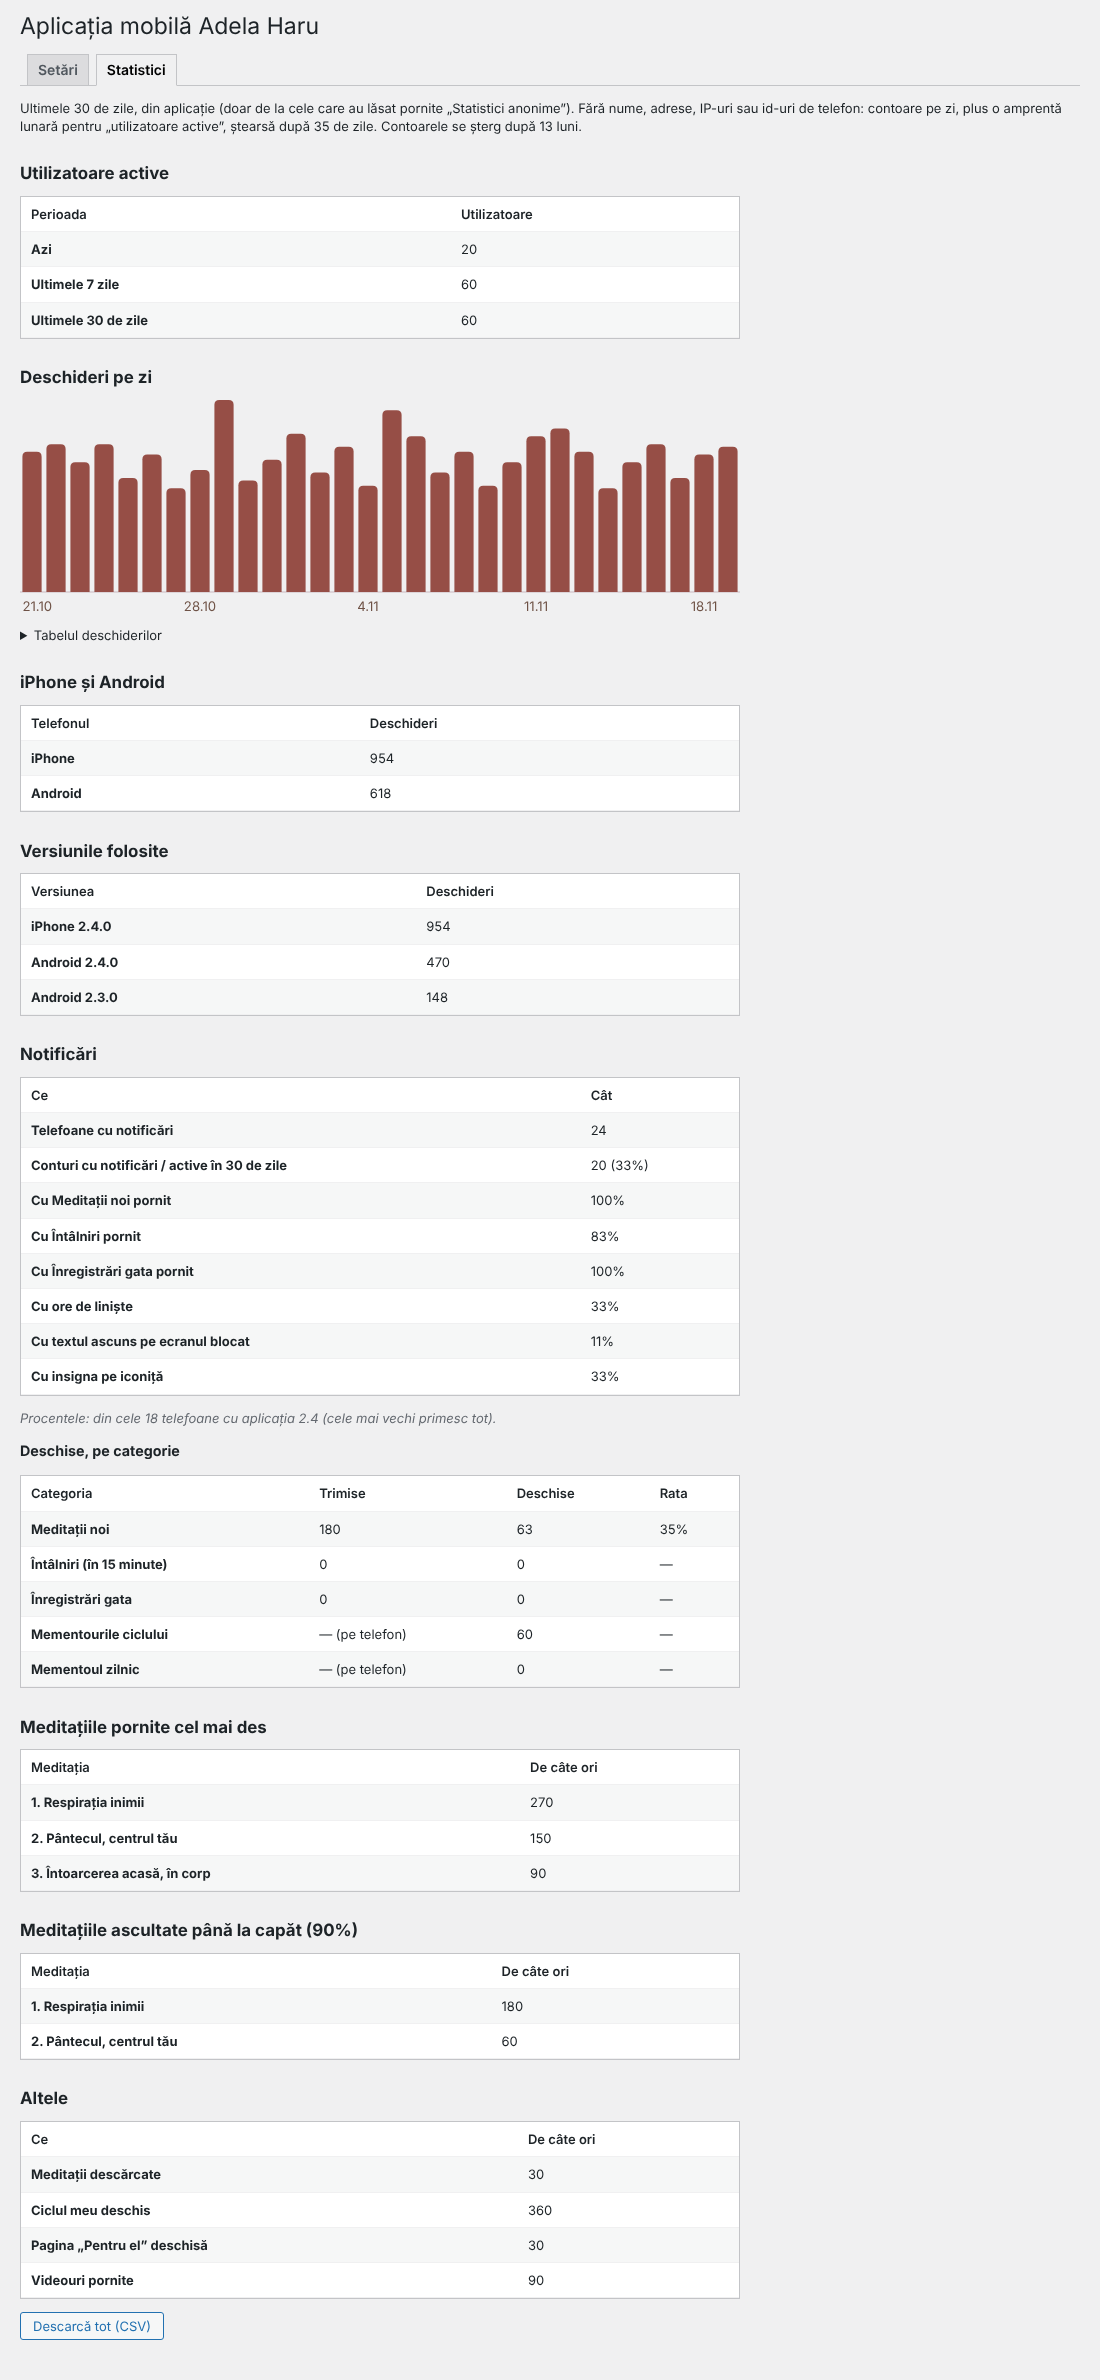 Aplicația mobilă Adela Haru
Setări
Statistici
Ultimele 30 de zile, din aplicație (doar de la cele care au lăsat pornite „Statistici anonime”). Fără nume, adrese, IP-uri sau id-uri de telefon: contoare pe zi, plus o amprentă
lunară pentru „utilizatoare active”, ștearsă după 35 de zile. Contoarele se șterg după 13 luni.
Utilizatoare active
Perioada Utilizatoare
Azi 20
Ultimele 7 zile 60
Ultimele 30 de zile 60
Deschideri pe zi
21.10 28.10 4.11 11.11 18.11
Tabelul deschiderilor
iPhone și Android
Telefonul Deschideri
iPhone 954
Android 618
Versiunile folosite
Versiunea Deschideri
iPhone 2.4.0 954
Android 2.4.0 470
Android 2.3.0 148
Notificări
Ce Cât
Telefoane cu notificări 24
Conturi cu notificări / active în 30 de zile 20 (33%)
Cu Meditații noi pornit 100%
Cu Întâlniri pornit 83%
Cu Înregistrări gata pornit 100%
Cu ore de liniște 33%
Cu textul ascuns pe ecranul blocat 11%
Cu insigna pe iconiță 33%
Procentele: din cele 18 telefoane cu aplicația 2.4 (cele mai vechi primesc tot).
Deschise, pe categorie
Categoria Trimise Deschise Rata
Meditații noi 180 63 35%
Întâlniri (în 15 minute) 0 0 —
Înregistrări gata 0 0 —
Mementourile ciclului — (pe telefon) 60 —
Mementoul zilnic — (pe telefon) 0 —
Meditațiile pornite cel mai des
Meditația De câte ori
1. Respirația inimii 270
2. Pântecul, centrul tău 150
3. Întoarcerea acasă, în corp 90
Meditațiile ascultate până la capăt (90%)
Meditația De câte ori
1. Respirația inimii 180
2. Pântecul, centrul tău 60
Altele
Ce De câte ori
Meditații descărcate 30
Ciclul meu deschis 360
Pagina „Pentru el” deschisă 30
Videouri pornite 90
Descarcă tot (CSV)